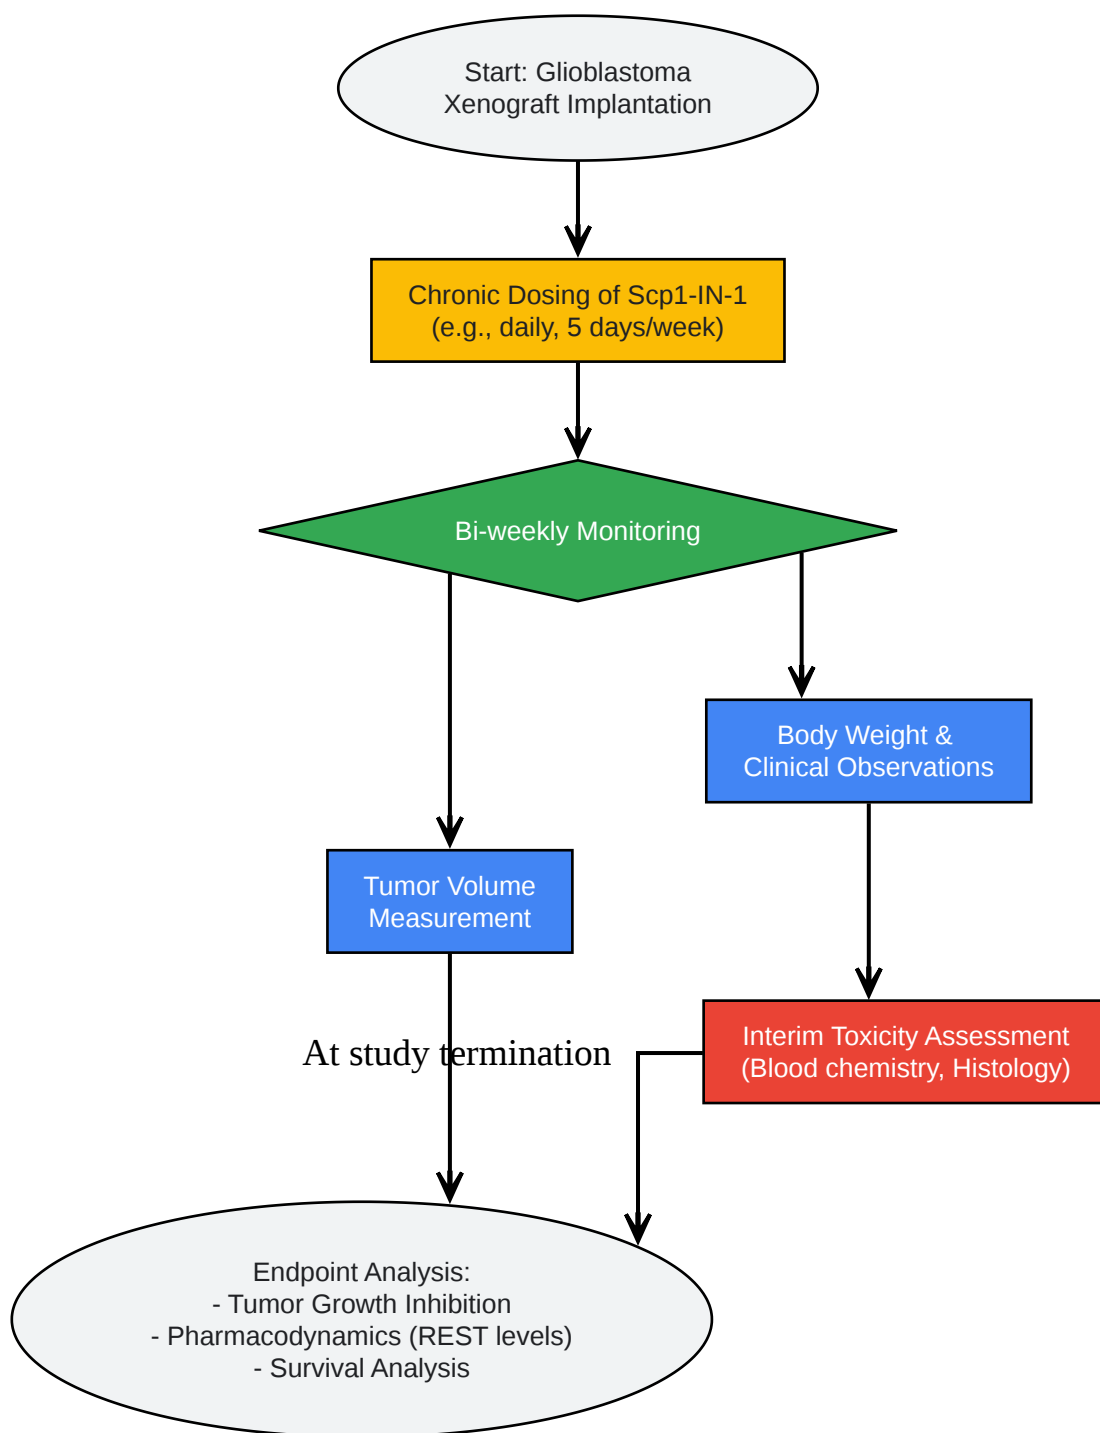 Start: Glioblastoma
Xenograft Implantation
Chronic Dosing of Scp1-IN-1
(e.g., daily, 5 days/week)
Bi-weekly Monitoring
Body Weight &
Clinical Observations
Tumor Volume
Measurement
Interim Toxicity Assessment
(Blood chemistry, Histology)
At study termination
Endpoint Analysis:
- Tumor Growth Inhibition
- Pharmacodynamics (REST levels)
- Survival Analysis